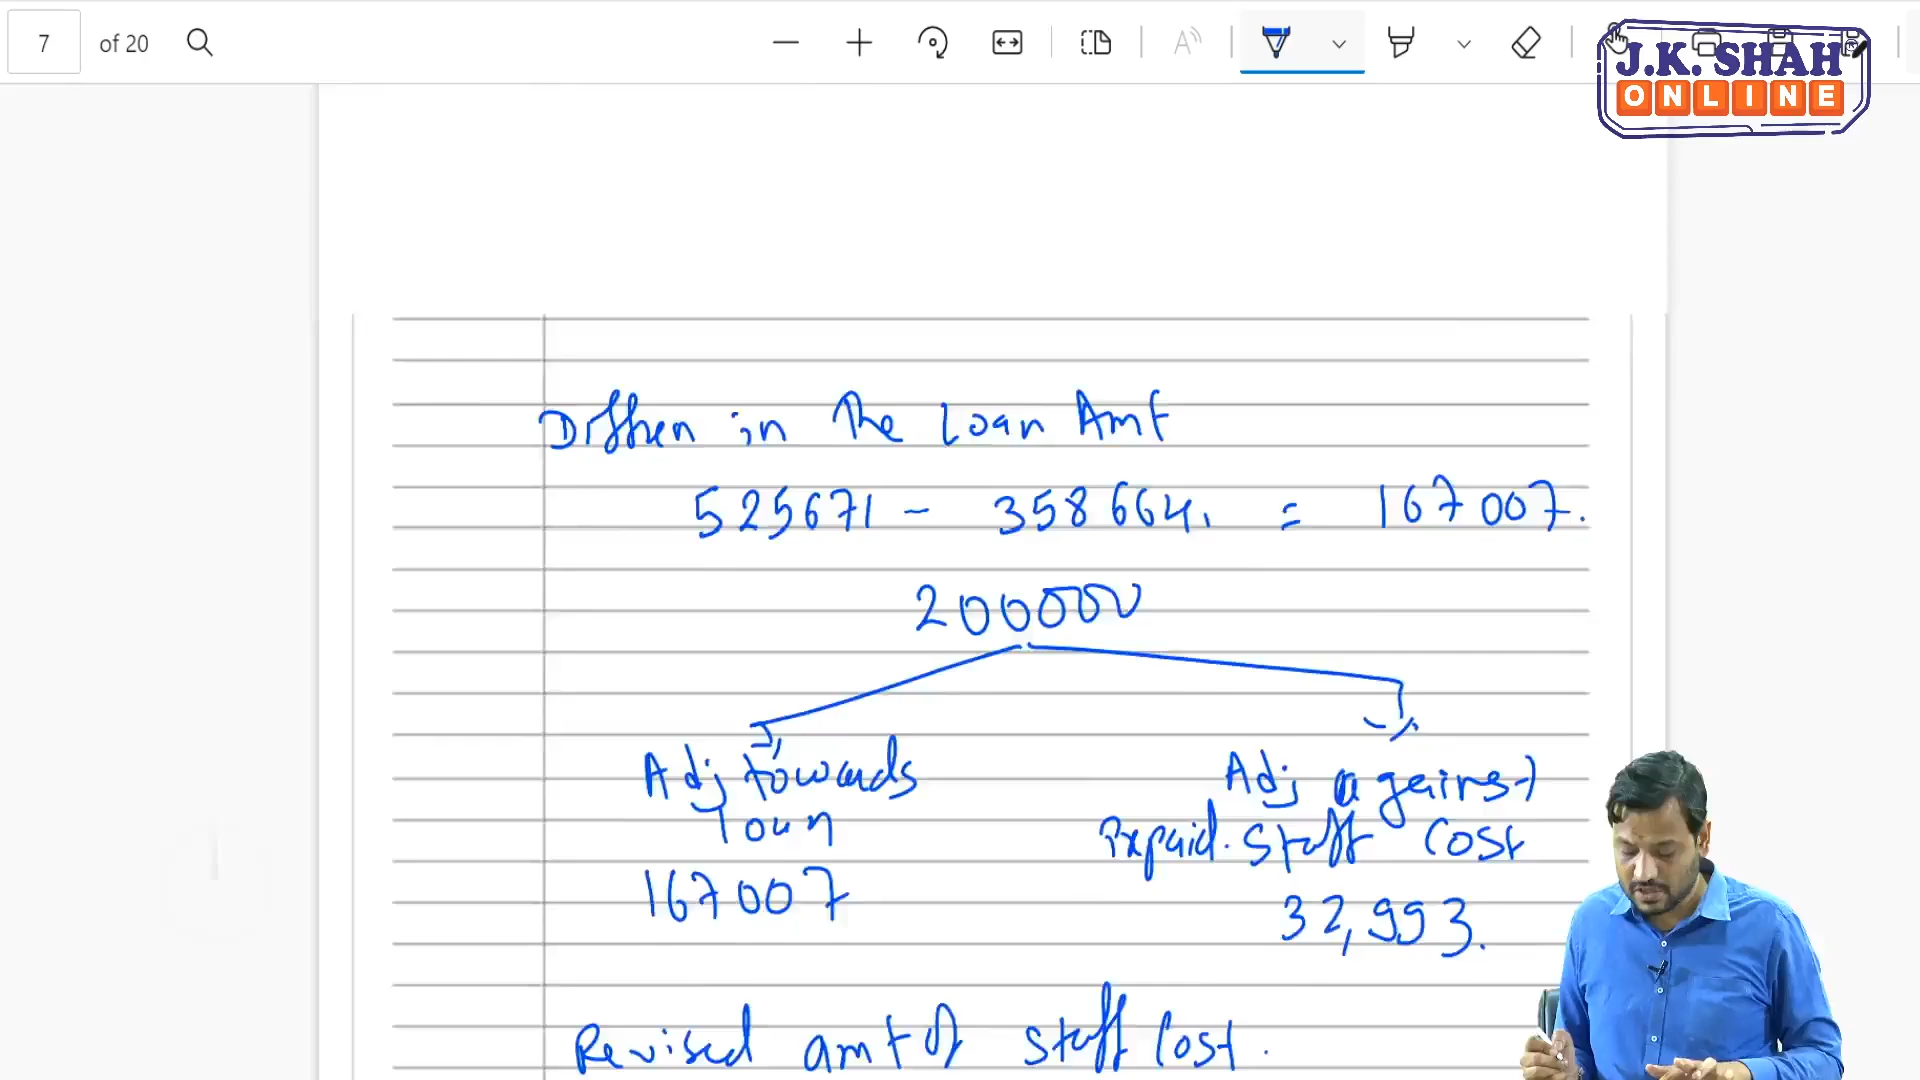 7 of 20
J.K. SHAH
ONLINE
Diffren in The Loan Amt
525671 - 358664. = 167007.
200000
Adj towards
loan
167007
Adj against
Prepaid. Staff Cost
32,993.
Revised amt of staff Cost.